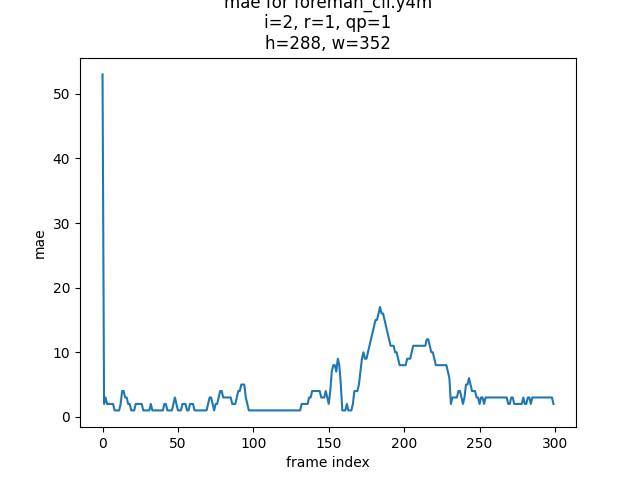 mae for foreman_cif.y4m
i=2, r=1, qp=1
h=288, w=352
50
40
30
20
10
0
mae
0 50 100 150 200 250 300
frame index